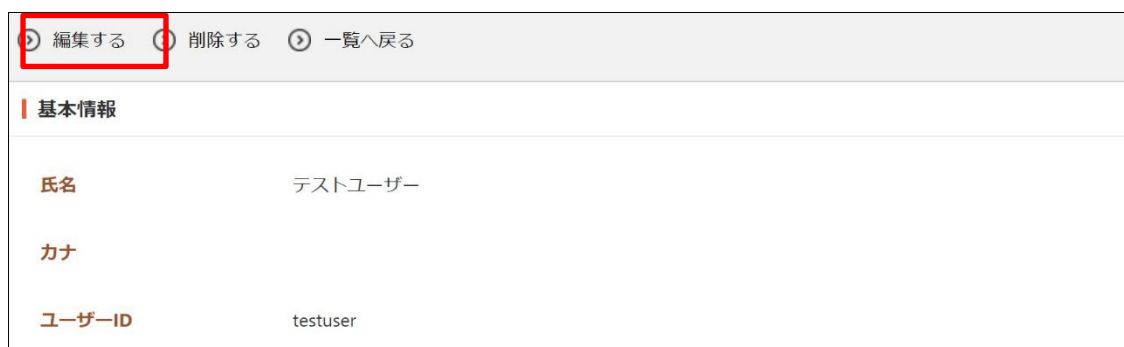 編集する 削除する 一覧へ戻る
基本情報
氏名 テストユーザー
カナ
ユーザーID testuser